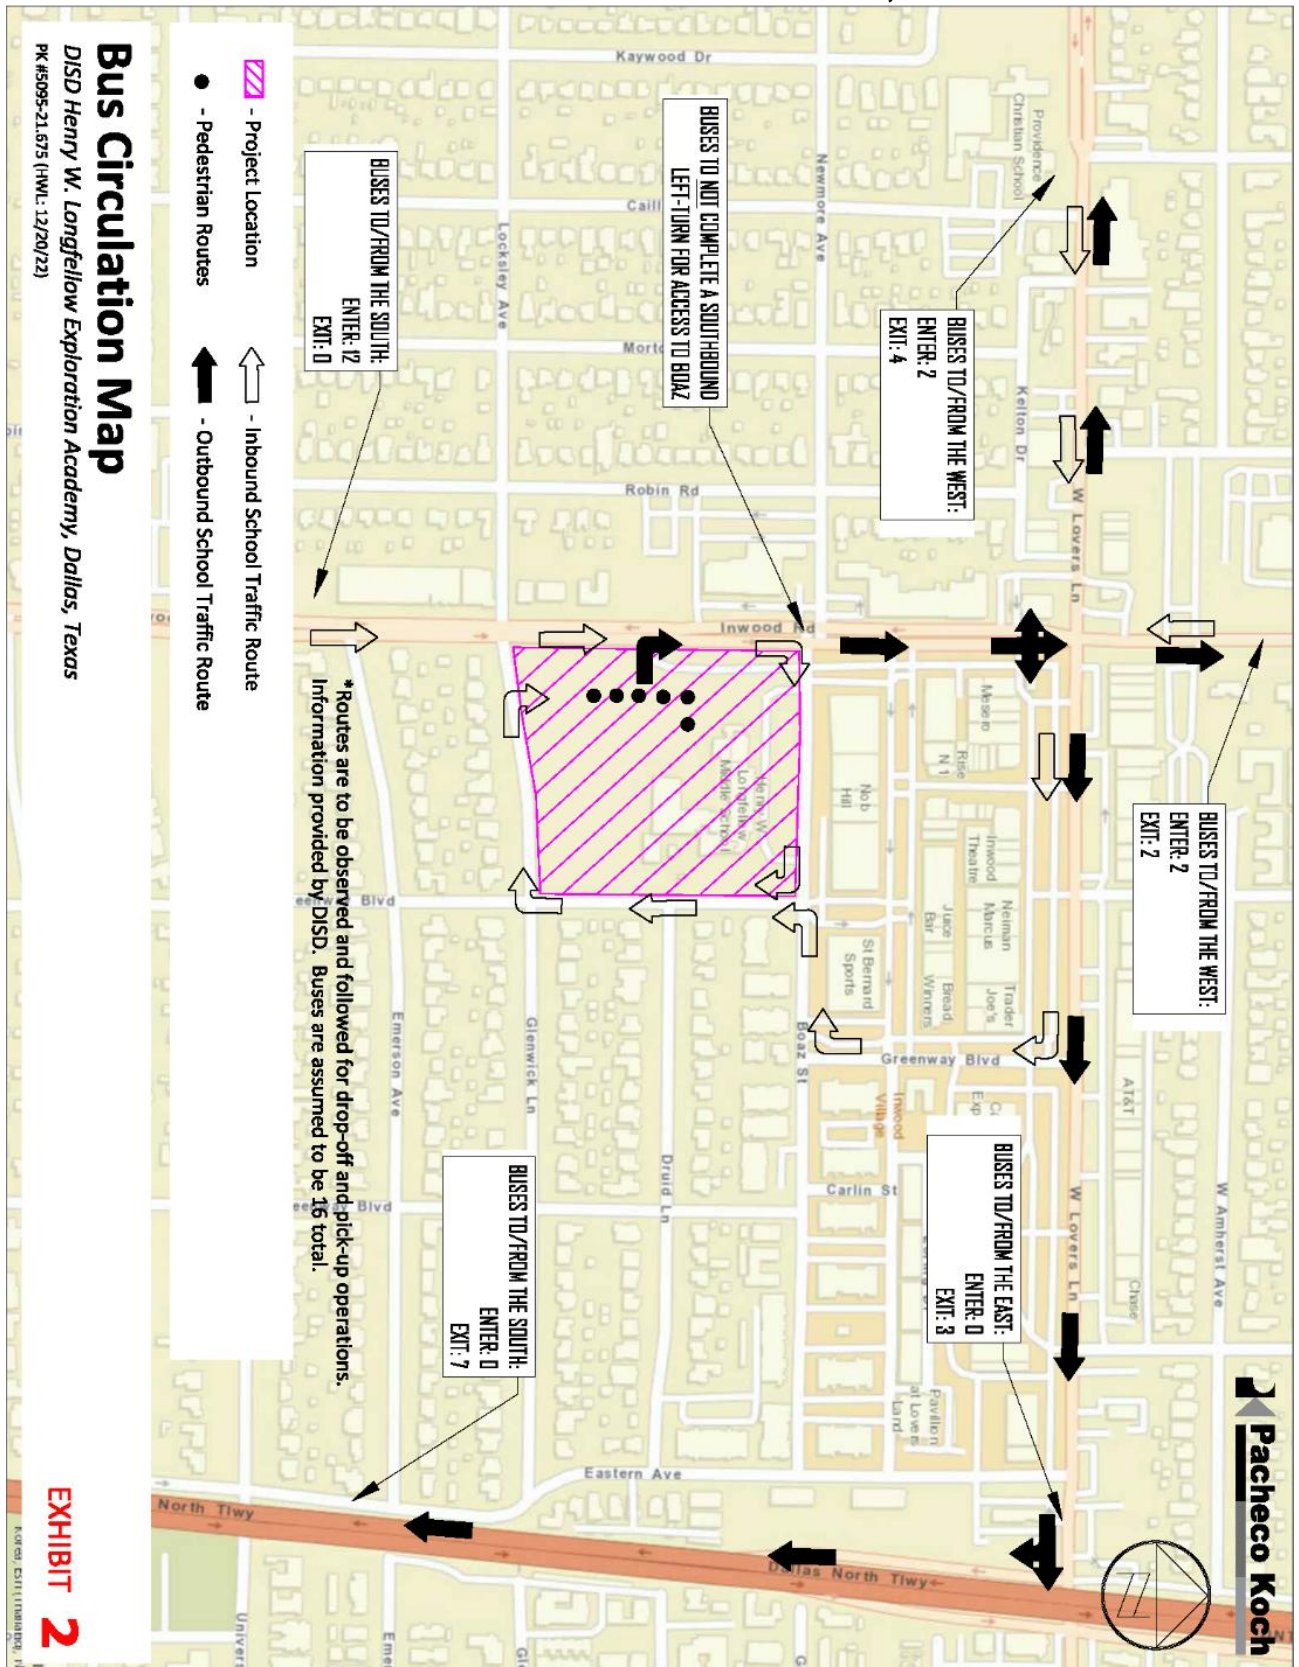 Pacheco Koch
Kaywood Dr
Providence
Christian School
Newmore Ave
BUSES TO NOT COMPLETE A SOUTHBOUND
LEFT-TURN FOR ACCESS TO BOAZ
BUSES TO/FROM THE WEST:
ENTER: 2
EXIT: 4
BUSES TO/FROM THE SOUTH:
ENTER: 12
EXIT: 0
Locksley Ave
Kelton Dr
Robin Rd
W Lovers Ln
Inwood Rd
BUSES TO/FROM THE WEST:
ENTER: 2
EXIT: 2
Mesero
Rise
N 1
Nob
Hill
Henry W
Longfellow
Middle School
Inwood
Theatre
Neiman
Marcus
Trader
Joe's
Juice
Bar
Bread
Winners
St Bernard
Sports
Greenway Blvd
Boaz St
Inwood
Village
AT&T
W Amherst Ave
Chase
W Lovers Ln
Carlin St
Pavillion
at Lovers
Land
BUSES TO/FROM THE EAST:
ENTER: 0
EXIT: 3
Emerson Ave
Glenwick Ln
Druid Ln
Eastern Ave
BUSES TO/FROM THE SOUTH:
ENTER: 0
EXIT: 7
North Tlwy
Dallas North Tlwy
- Project Location
- Inbound School Traffic Route
- Pedestrian Routes
- Outbound School Traffic Route
*Routes are to be observed and followed for drop-off and pick-up operations.
Information provided by DISD. Buses are assumed to be 16 total.
Bus Circulation Map
DISD Henry W. Longfellow Exploration Academy, Dallas, Texas
PK #5095-21.675 (HWL: 12/20/22)
EXHIBIT 2